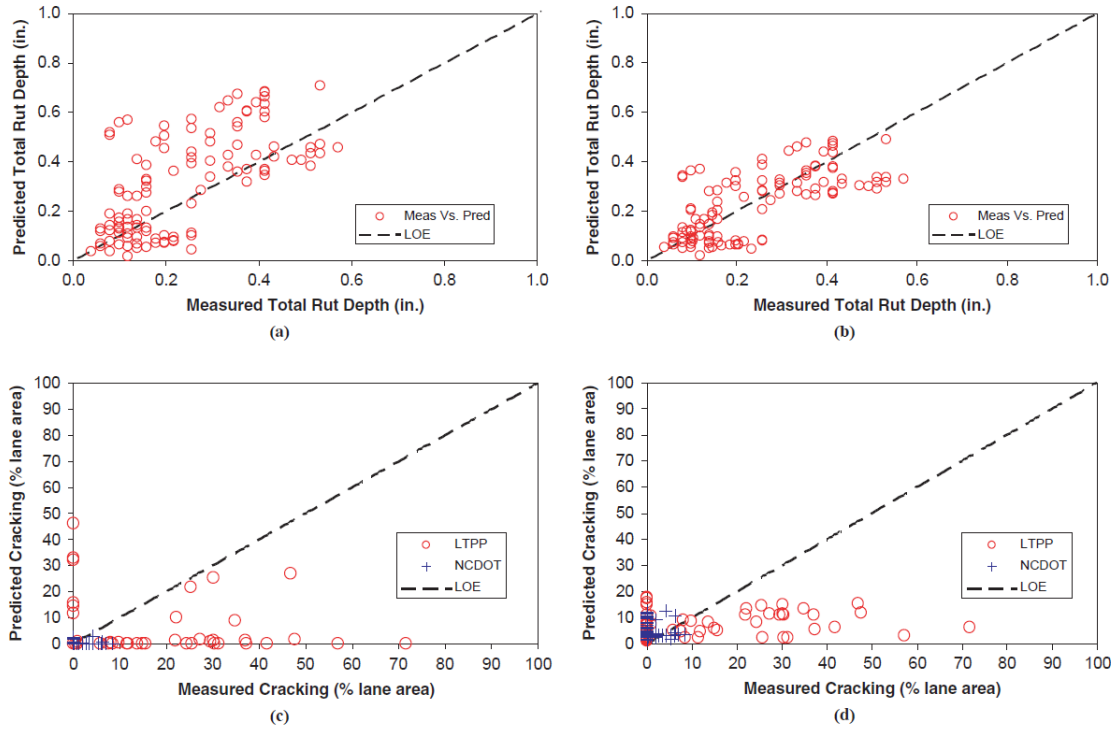 1.0
0.8
0.6
0.4
0.2
0.0
0.0 0.2 0.4 0.6 0.8 1.0
Predicted Total Rut Depth (in.)
Measured Total Rut Depth (in.)
Meas Vs. Pred
LOE
(a)
1.0
0.8
0.6
0.4
0.2
0.0
0.0 0.2 0.4 0.6 0.8 1.0
Predicted Total Rut Depth (in.)
Measured Total Rut Depth (in.)
Meas Vs. Pred
LOE
(b)
100
90
80
70
60
50
40
30
20
10
0
0 10 20 30 40 50 60 70 80 90 100
Predicted Cracking (% lane area)
Measured Cracking (% lane area)
LTPP
NCDOT
LOE
(c)
100
90
80
70
60
50
40
30
20
10
0
0 10 20 30 40 50 60 70 80 90 100
Predicted Cracking (% lane area)
Measured Cracking (% lane area)
LTPP
NCDOT
LOE
(d)